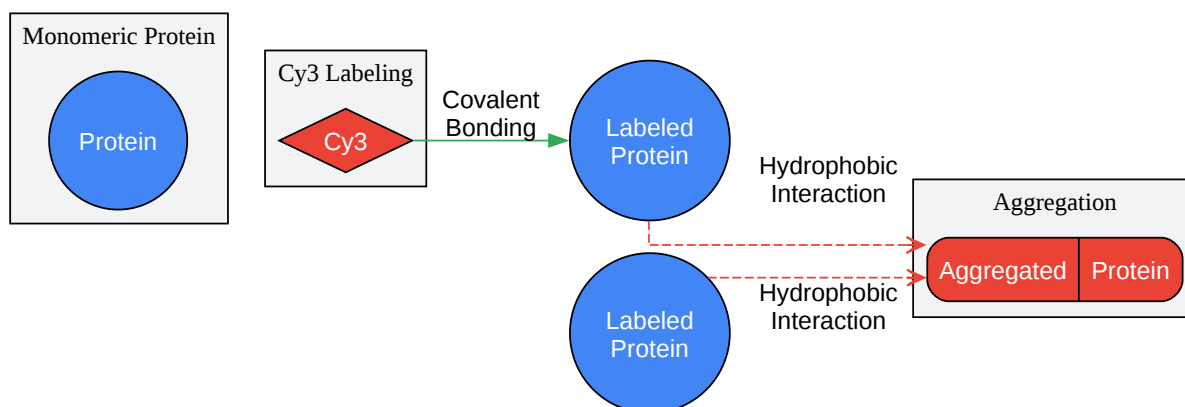 Monomeric Protein
Protein
Cy3 Labeling
Cy3
Covalent
Bonding
Labeled
Protein
Hydrophobic
Interaction
Labeled
Protein
Hydrophobic
Interaction
Aggregation
Aggregated
Protein